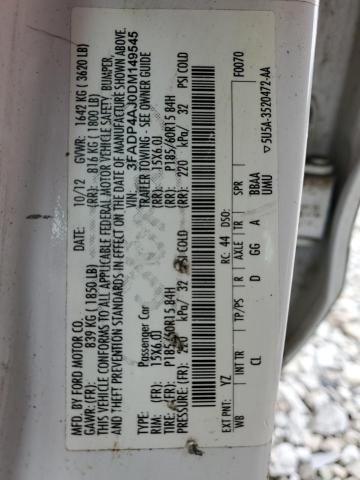 MFD. BY FORD MOTOR CO.
DATE: 10/12 GVWR: 1642 KG ( 3620 LB)
GAWR: (FR): 839 KG ( 1850 LB) (RR): 816 KG ( 1800 LB)
THIS VEHICLE CONFORMS TO ALL APPLICABLE FEDERAL MOTOR VEHICLE SAFETY, BUMPER,
AND THEFT PREVENTION STANDARDS IN EFFECT ON THE DATE OF MANUFACTURE SHOWN ABOVE.
VIN: 3FADP4AJ0DM149545
TYPE: Passenger Car TRAILER TOWING - SEE OWNER GUIDE
RIM: (FR): 15X6.0J (RR): 15X6.0J
TIRE: (FR): P185/60R15 84H (RR): P185/60R15 84H
PRESSURE: (FR): 220 kPa/ 32 PSI COLD (RR): 220 kPa/ 32 PSI COLD
EXT PNT: YZ RC: 44 DSO: F0070
WB INT TR TP/PS R AXLE TR SPR
CL D GG A BBAA
UMU
▽ 5U5A-3520472-AA